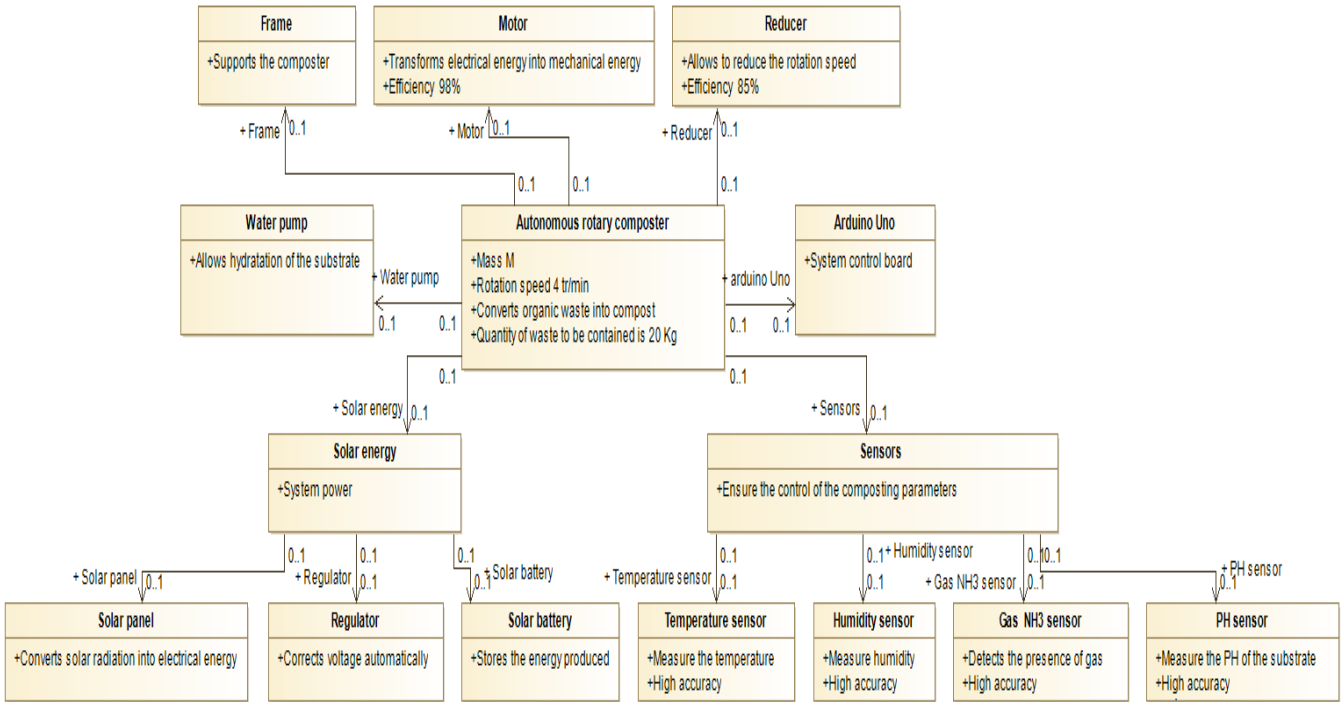 Frame
+Supports the composter
Motor
+Transforms electrical energy into mechanical energy
+Efficiency 98%
Reducer
+Allows to reduce the rotation speed
+Efficiency 85%
+ Frame
0..1
+ Motor
0..1
+ Reducer
0..1
0..1
0..1
0..1
Water pump
+Allows hydratation of the substrate
Autonomous rotary composter
+Mass M
+Rotation speed 4 tr/min
+Converts organic waste into compost
+Quantity of waste to be contained is 20 Kg
Arduino Uno
+System control board
+ Water pump
0..1
0..1
+ arduino Uno
0..1
0..1
0..1
0..1
+ Solar energy
0..1
+ Sensors
0..1
Solar energy
+System power
Sensors
+Ensure the control of the composting parameters
0..1
0..1
0..1
0..1
0..1
0..1
0..1
+ Solar panel
0..1
+ Regulator
0..1
+ Solar battery
0..1
+ Temperature sensor
0..1
+ Humidity sensor
0..1
+ Gas NH3 sensor
0..1
+ PH sensor
0..1
Solar panel
+Converts solar radiation into electrical energy
Regulator
+Corrects voltage automatically
Solar battery
+Stores the energy produced
Temperature sensor
+Measure the temperature
+High accuracy
Humidity sensor
+Measure humidity
+High accuracy
Gas NH3 sensor
+Detects the presence of gas
+High accuracy
PH sensor
+Measure the PH of the substrate
+High accuracy